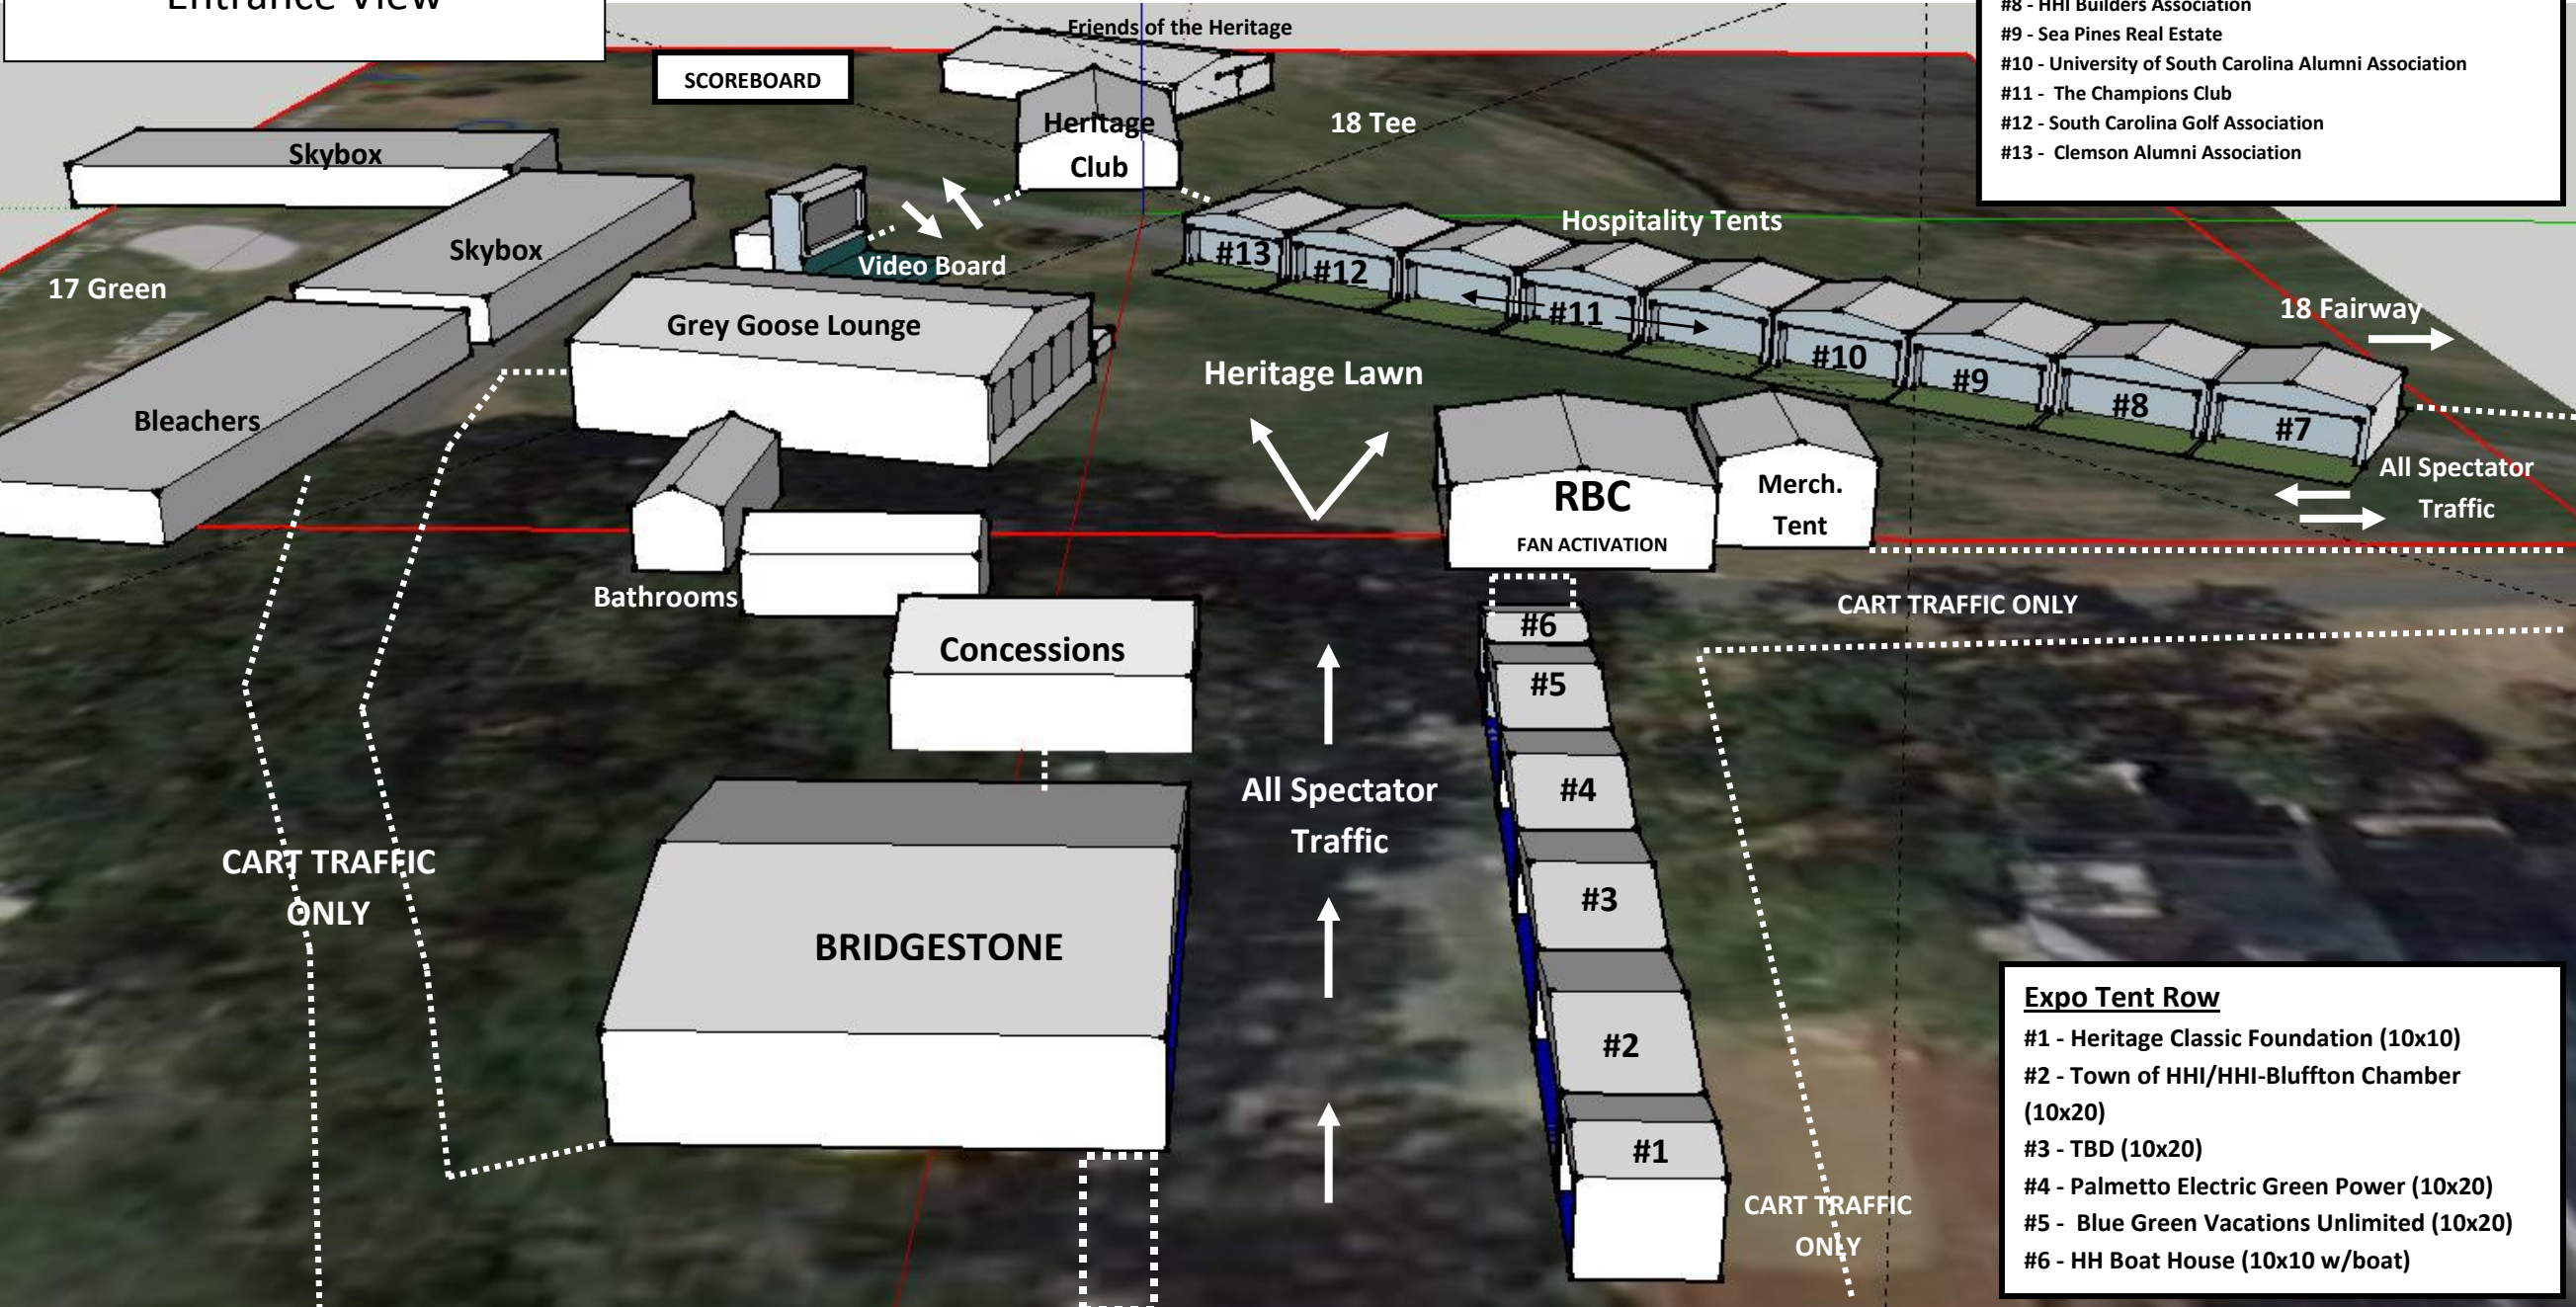 Entrance View
#8 - HHI Builders Association
#9 - Sea Pines Real Estate
#10 - University of South Carolina Alumni Association
#11 - The Champions Club
#12 - South Carolina Golf Association
#13 - Clemson Alumni Association
Friends of the Heritage
SCOREBOARD
Heritage
Club
18 Tee
Skybox
Skybox
Video Board
Hospitality Tents
17 Green
#13
#12
#11
#10
#9
#8
#7
18 Fairway
Grey Goose Lounge
Heritage Lawn
Bleachers
All Spectator
Traffic
RBC
FAN ACTIVATION
Merch.
Tent
Bathrooms
CART TRAFFIC ONLY
Concessions
#6
#5
#4
#3
#2
#1
All Spectator
Traffic
CART TRAFFIC
ONLY
BRIDGESTONE
CART TRAFFIC
ONLY
Expo Tent Row
#1 - Heritage Classic Foundation (10x10)
#2 - Town of HHI/HHI-Bluffton Chamber
(10x20)
#3 - TBD (10x20)
#4 - Palmetto Electric Green Power (10x20)
#5 - Blue Green Vacations Unlimited (10x20)
#6 - HH Boat House (10x10 w/boat)